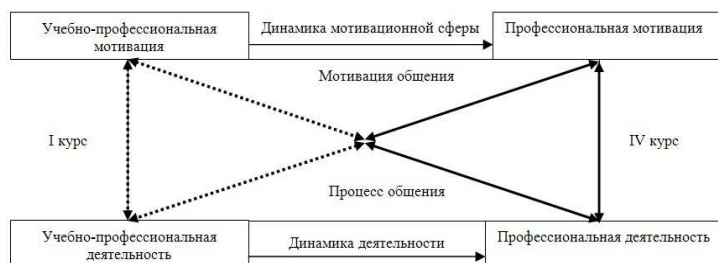 Учебно-профессиональная
мотивация
Динамика мотивационной сферы
Профессиональная мотивация
Мотивация общения
I курс
IV курс
Процесс общения
Учебно-профессиональная
деятельность
Динамика деятельности
Профессиональная деятельность